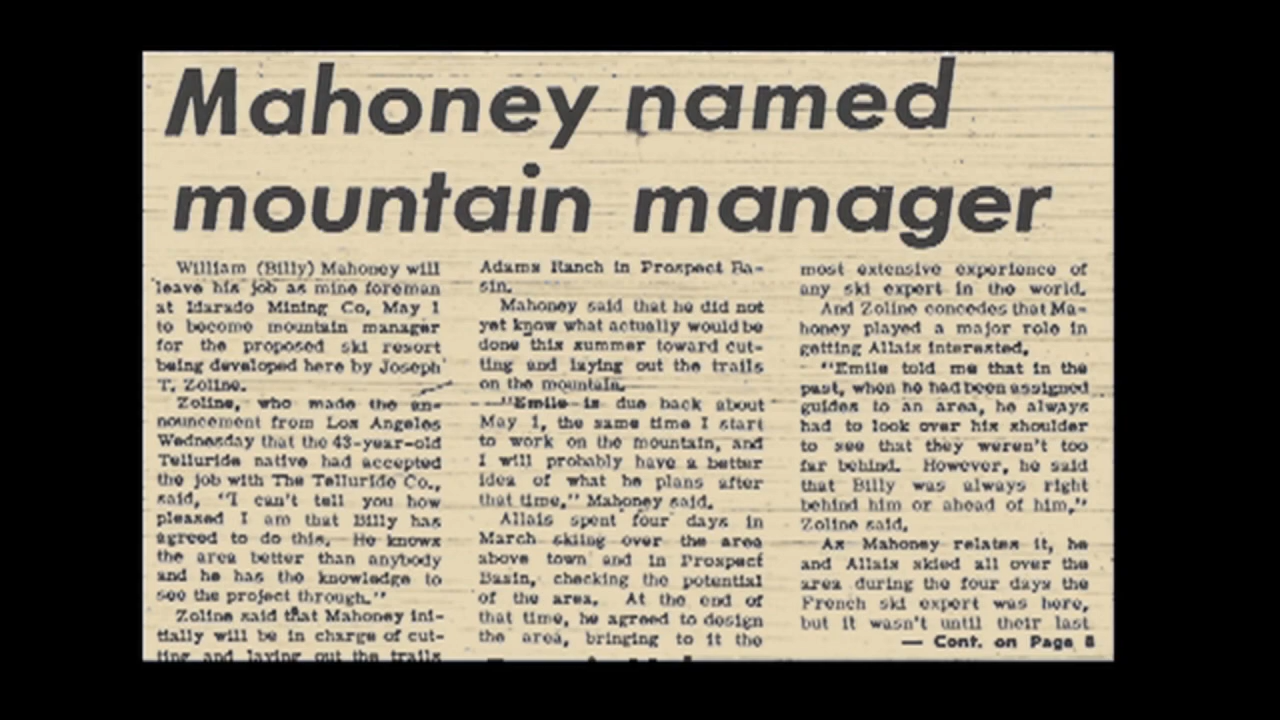 Mahoney named
mountain manager
William (Billy) Mahoney will
leave his job as mine foreman
at Idarado Mining Co. May 1
to become mountain manager
for the proposed ski resort
being developed here by Joseph
T. Zoline.
Zoline, who made the an-
nouncement from Los Angeles
Wednesday that the 43-year-old
Telluride native had accepted
the job with The Telluride Co.,
said, "I can't tell you how
pleased I am that Billy has
agreed to do this. He knows
the area better than anybody
and he has the knowledge to
see the project through."
Zoline said that Mahoney ini-
tially will be in charge of cut-
ting and laying out the trails
Adams Ranch in Prospect Ba-
sin.
Mahoney said that he did not
yet know what actually would be
done this summer toward cut-
ting and laying out the trails
on the mountain.
"Emile is due back about
May 1, the same time I start
to work on the mountain, and
I will probably have a better
idea of what he plans after
that time," Mahoney said.
Allais spent four days in
March skiing over the area
above town and in Prospect
Basin, checking the potential
of the area. At the end of
that time, he agreed to design
the area, bringing to it the
most extensive experience of
any ski expert in the world.
And Zoline concedes that Ma-
honey played a major role in
getting Allais interested.
"Emile told me that in the
past, when he had been assigned
guides to an area, he always
had to look over his shoulder
to see that they weren't too
far behind. However, he said
that Billy was always right
behind him or ahead of him,"
Zoline said.
As Mahoney relates it, he
and Allais skied all over the
area during the four days the
French ski expert was here,
but it wasn't until their last
— Cont. on Page 8